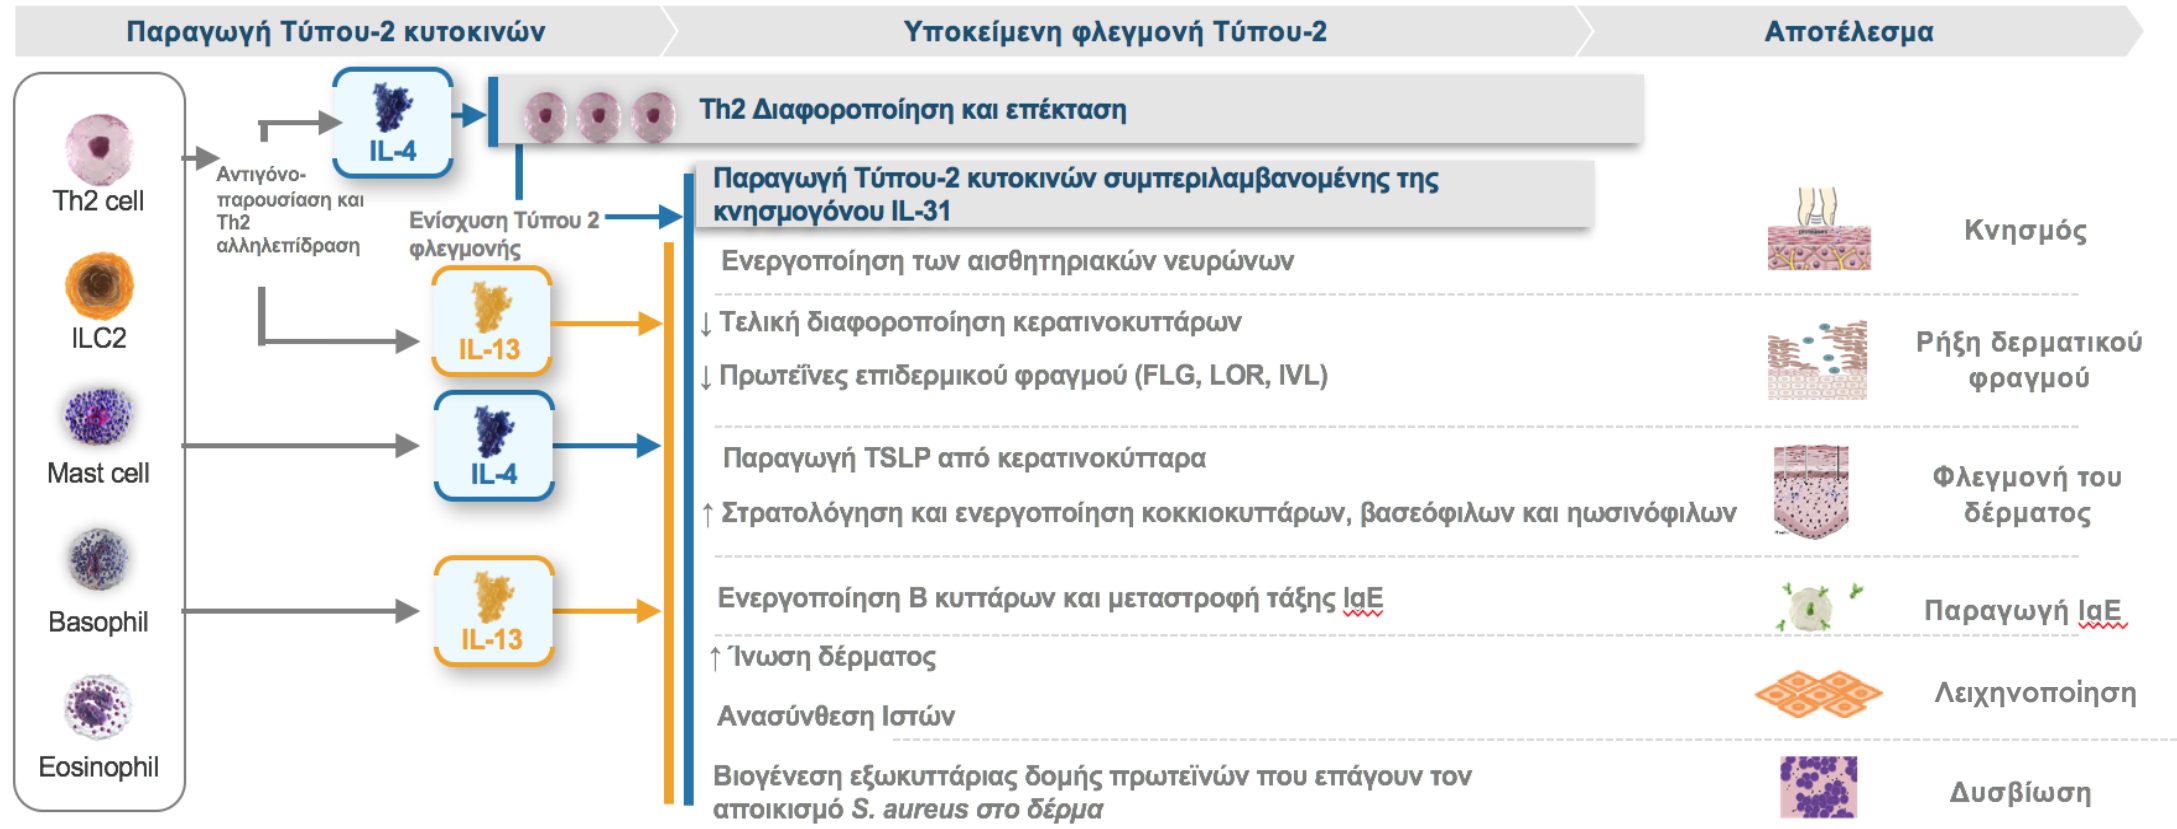 Παραγωγή Τύπου-2 κυτοκινών
Υποκείμενη φλεγμονή Τύπου-2
Αποτέλεσμα
Th2 cell
ILC2
Mast cell
Basophil
Eosinophil
Αντιγόνο-
παρουσίαση και
Th2
αλληλεπίδραση
IL-4
Th2 Διαφοροποίηση και επέκταση
Ενίσχυση Τύπου 2
φλεγμονής
IL-13
IL-4
IL-13
Παραγωγή Τύπου-2 κυτοκινών συμπεριλαμβανομένης της
κνησμογόνου IL-31
Ενεργοποίηση των αισθητηριακών νευρώνων
Κνησμός
↓ Τελική διαφοροποίηση κερατινοκυττάρων
↓ Πρωτεΐνες επιδερμικού φραγμού (FLG, LOR, IVL)
Ρήξη δερματικού
φραγμού
Παραγωγή TSLP από κερατινοκύτταρα
↑ Στρατολόγηση και ενεργοποίηση κοκκιοκυττάρων, βασεόφιλων και ηωσινόφιλων
Φλεγμονή του
δέρματος
Ενεργοποίηση Β κυττάρων και μεταστροφή τάξης IgE
Παραγωγή IgE
↑ Ίνωση δέρματος
Ανασύνθεση Ιστών
Λειχηνοποίηση
Βιογένεση εξωκυττάριας δομής πρωτεϊνών που επάγουν τον
αποικισμό S. aureus στο δέρμα
Δυσβίωση